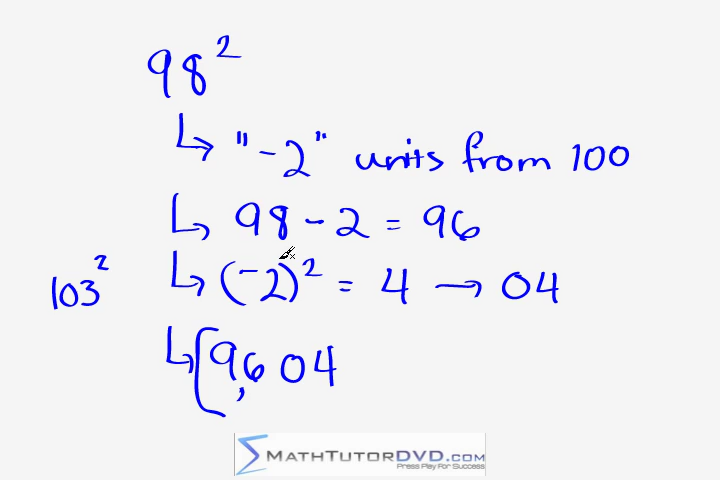 98²
↳ "-2" units from 100
↳ 98 - 2 = 96
103² ↳ (-2)² = 4 → 04
↳ [9,604
MATHTUTORDVD.COM
Press Play For Success